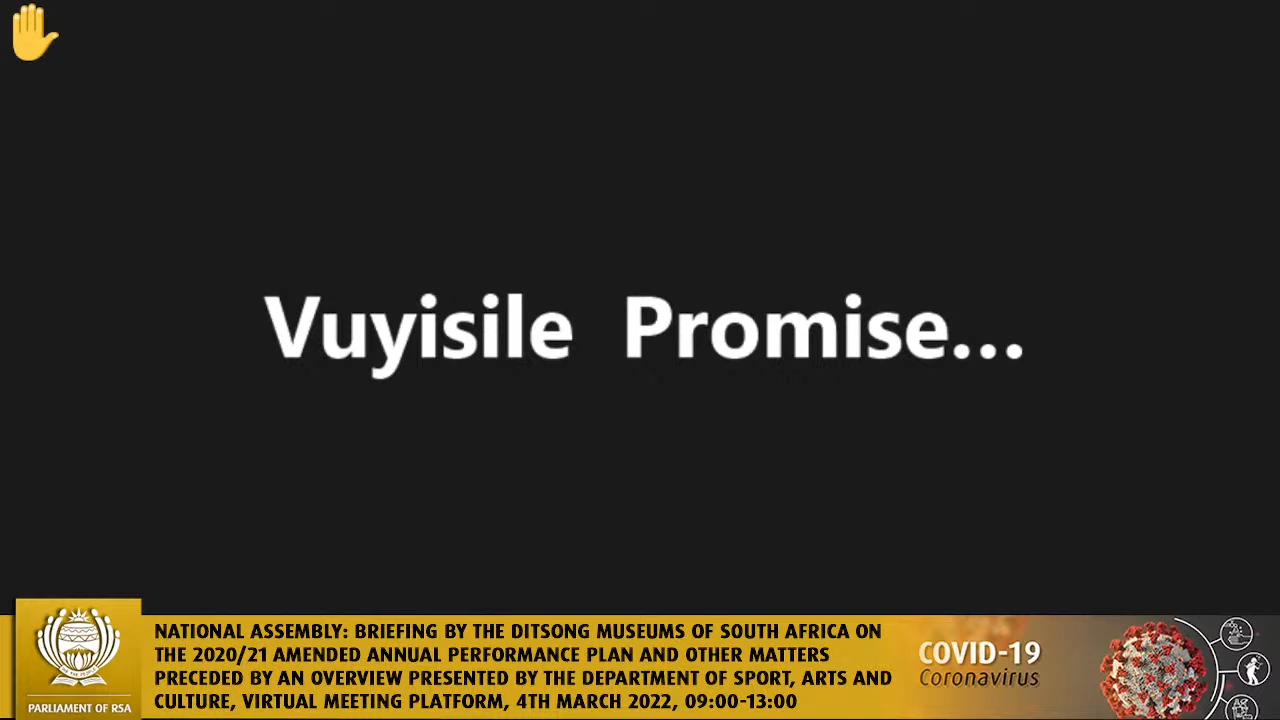 Vuyisile Promise...
NATIONAL ASSEMBLY: BRIEFING BY THE DITSONG MUSEUMS OF SOUTH AFRICA ON
THE 2020/21 AMENDED ANNUAL PERFORMANCE PLAN AND OTHER MATTERS
PRECEDED BY AN OVERVIEW PRESENTED BY THE DEPARTMENT OF SPORT, ARTS AND
CULTURE, VIRTUAL MEETING PLATFORM, 4TH MARCH 2022, 09:00-13:00
PARLIAMENT OF RSA
COVID-19
Coronavirus